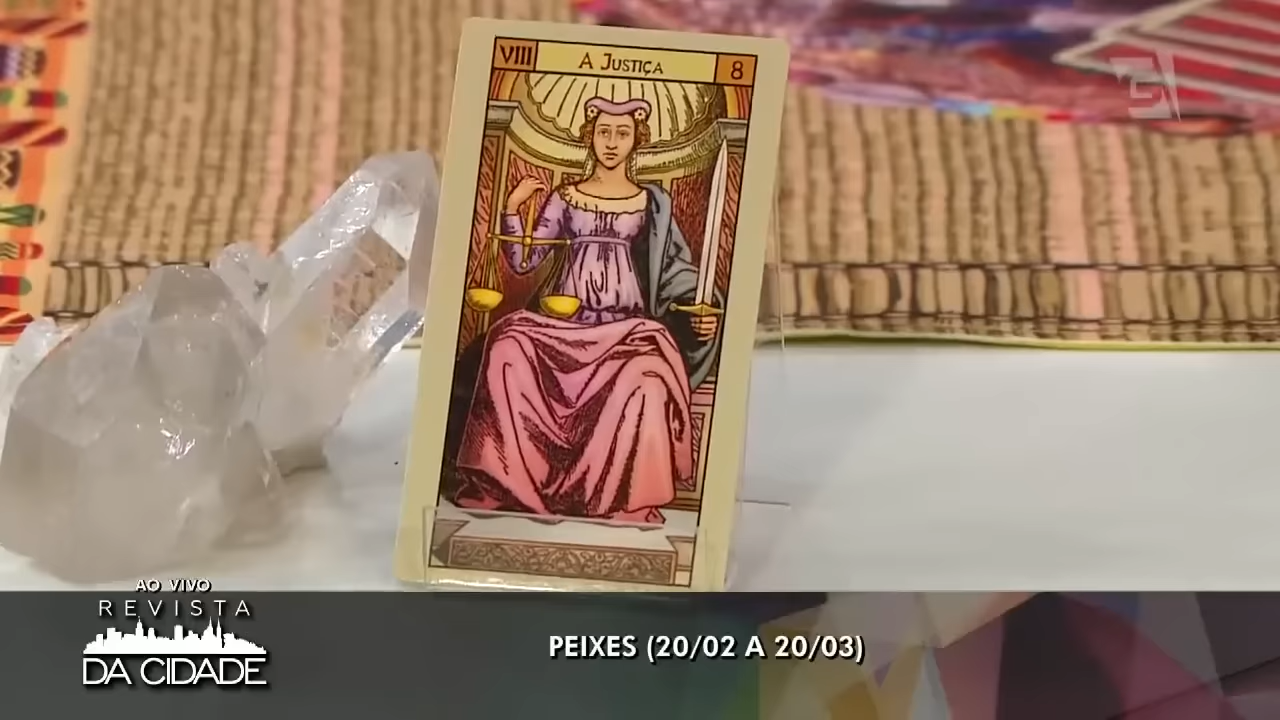 VIII
A JUSTIÇA
8
AO VIVO
REVISTA
DA CIDADE
PEIXES (20/02 A 20/03)